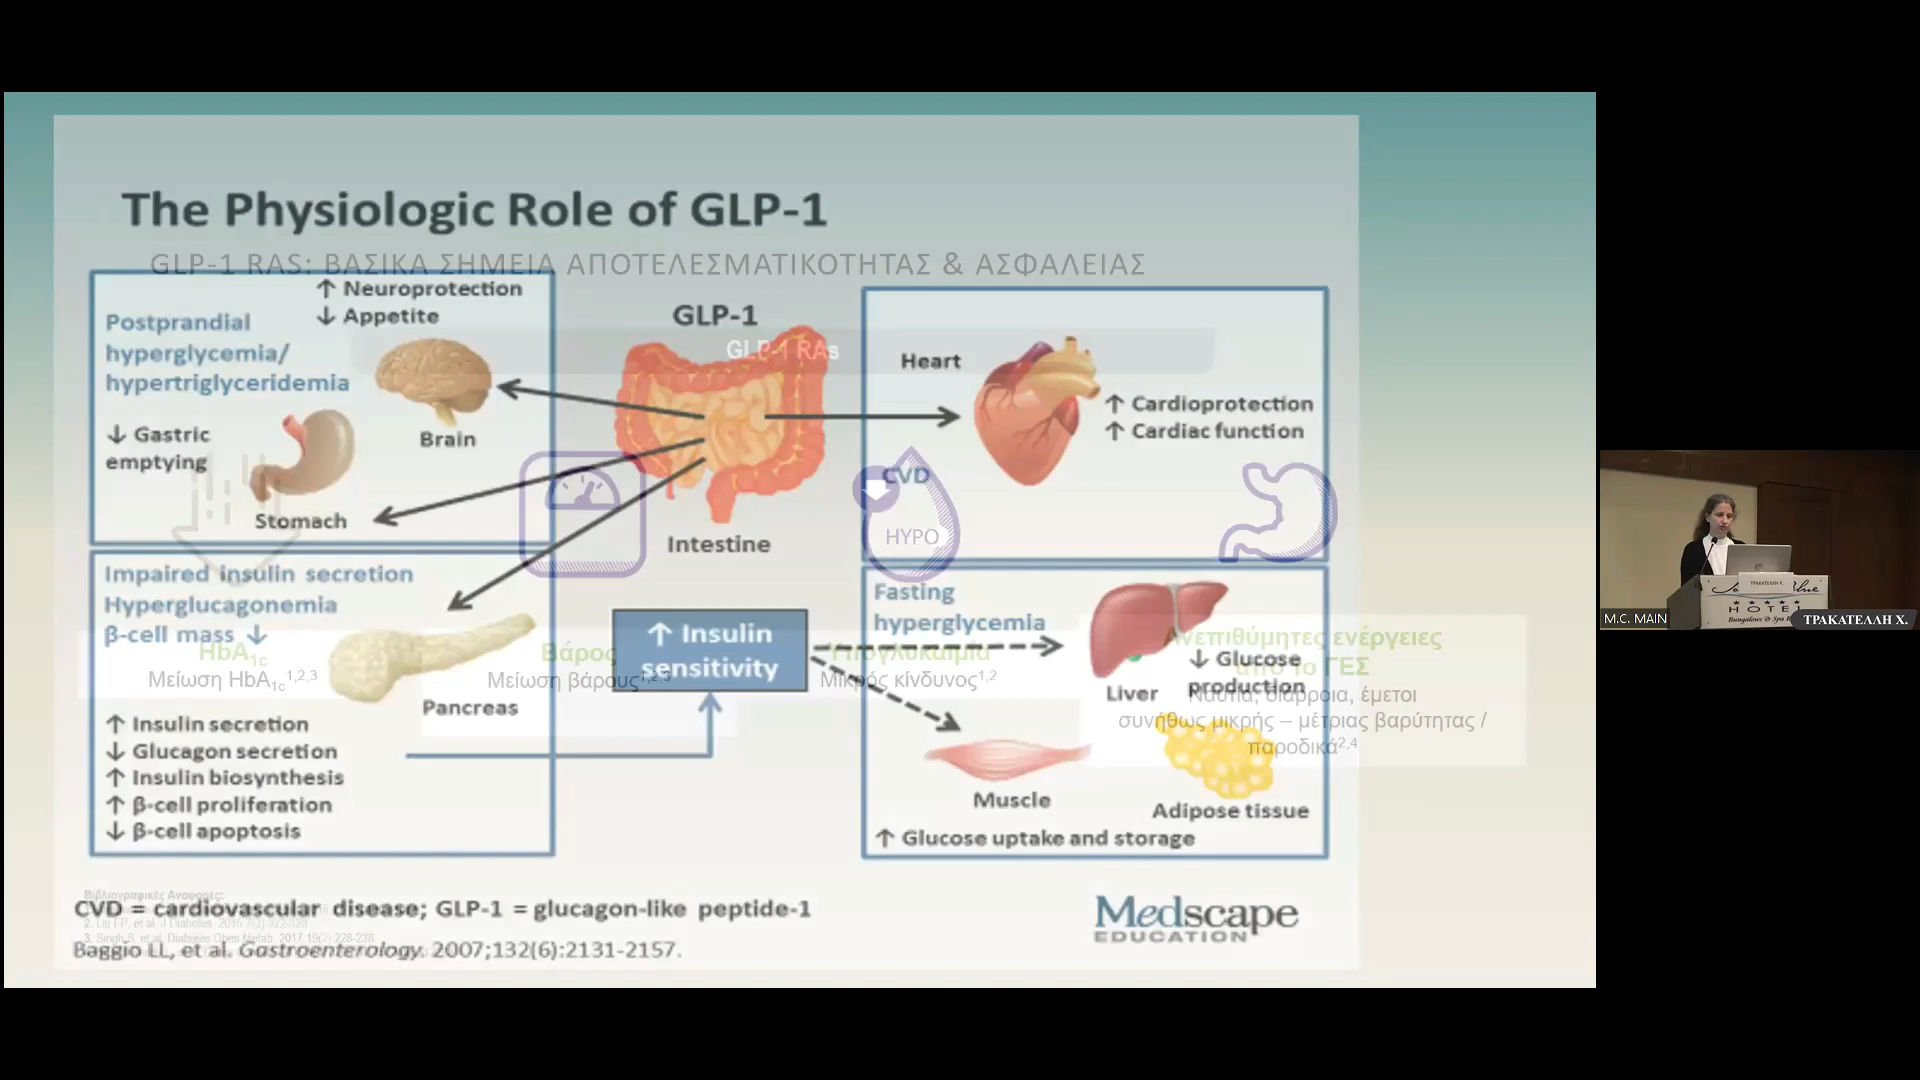 The Physiologic Role of GLP-1
GLP-1 RAS: ΒΑΣΙΚΑ ΣΗΜΕΙΑ ΑΠΟΤΕΛΕΣΜΑΤΙΚΟΤΗΤΑΣ & ΑΣΦΑΛΕΙΑΣ
↑ Neuroprotection
↓ Appetite
Postprandial
hyperglycemia/
hypertriglyceridemia
↓ Gastric
emptying
Brain
Stomach
GLP-1
GLP-1 RAs
Intestine
Heart
↑ Cardioprotection
↑ Cardiac function
CVD
HYPO
Impaired insulin secretion
Hyperglucagonemia
β-cell mass ↓
HbA1c
Μείωση HbA1c1,2,3
Pancreas
↑ Insulin secretion
↓ Glucagon secretion
↑ Insulin biosynthesis
↑ β-cell proliferation
↓ β-cell apoptosis
Βάρος
Μείωση βάρους1,2,3
↑ Insulin
sensitivity
Fasting
hyperglycemia
Υπογλυκαιμία
Μικρός κίνδυνος1,2
Liver
↓ Glucose
production
Ανεπιθύμητες ενέργειες
από το ΓΕΣ
Ναυτία, διάρροια, έμετοι
συνήθως μικρής – μέτριας βαρύτητας /
παροδικά2,4
Muscle
Adipose tissue
↑ Glucose uptake and storage
Βιβλιογραφικές Αναφορές:
CVD = cardiovascular disease; GLP-1 = glucagon-like peptide-1
3. Singh S, et al. Diabetes Obes Metab. 2017;19(2):228-238
Baggio LL, et al. Gastroenterology. 2007;132(6):2131-2157.
Medscape
EDUCATION
M.C. MAIN
ΤΡΑΚΑΤΕΛΛΗ Χ.
HOTEL
Bungalows & Spa
ΤΡΑΚΑΤΕΛΛΗ Χ.